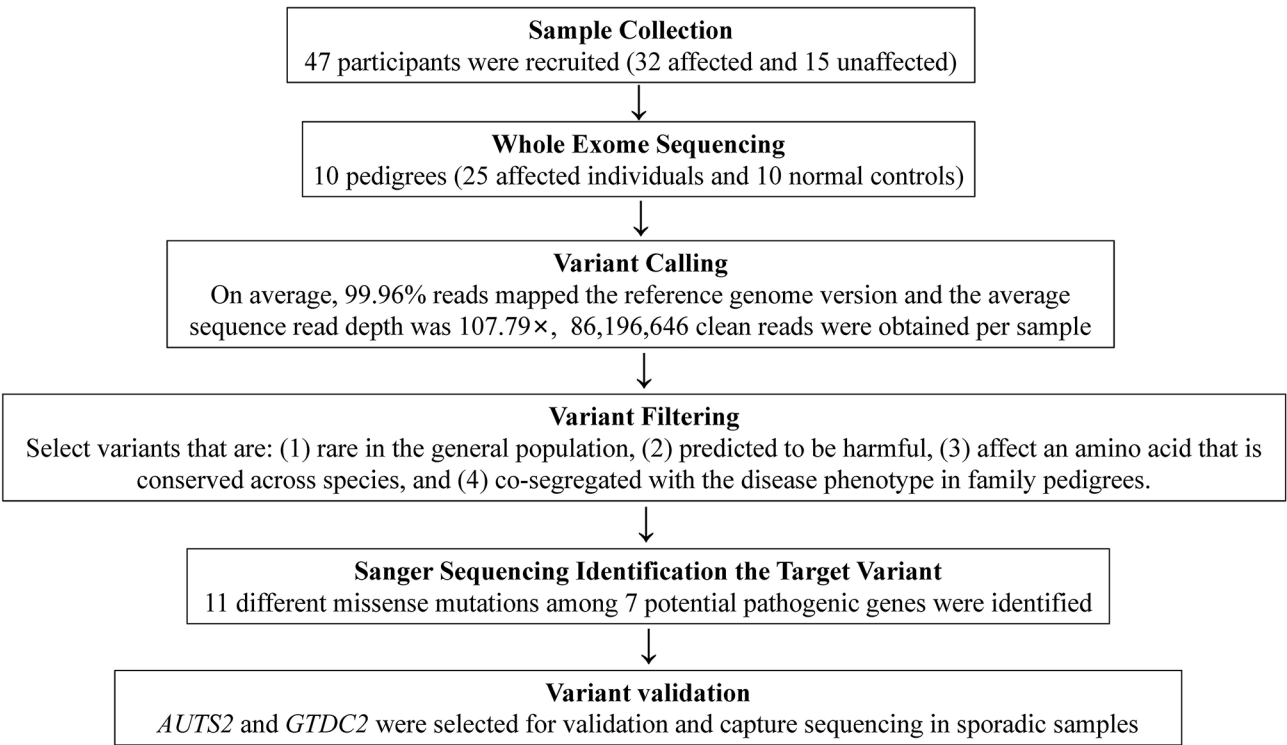 Sample Collection
47 participants were recruited (32 affected and 15 unaffected)
Whole Exome Sequencing
10 pedigrees (25 affected individuals and 10 normal controls)
Variant Calling
On average, 99.96% reads mapped the reference genome version and the average
sequence read depth was 107.79×, 86,196,646 clean reads were obtained per sample
Variant Filtering
Select variants that are: (1) rare in the general population, (2) predicted to be harmful, (3) affect an amino acid that is
conserved across species, and (4) co-segregated with the disease phenotype in family pedigrees.
Sanger Sequencing Identification the Target Variant
11 different missense mutations among 7 potential pathogenic genes were identified
Variant validation
AUTS2 and GTDC2 were selected for validation and capture sequencing in sporadic samples